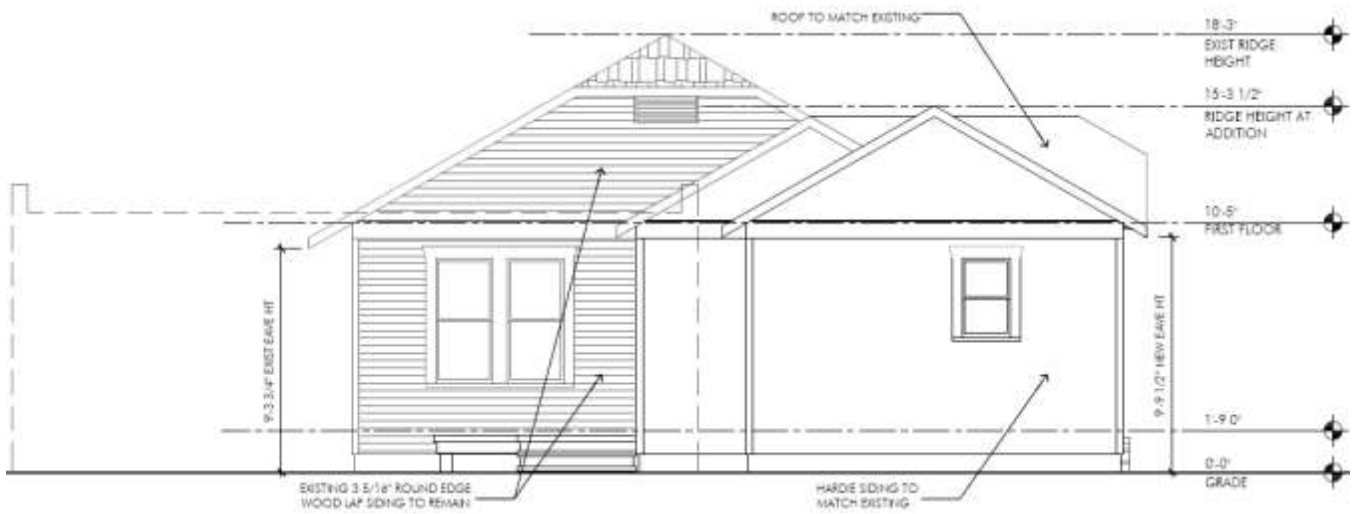 ROOF TO MATCH EXISTING
18'-3"
EXIST RIDGE
HEIGHT
15'-3 1/2"
RIDGE HEIGHT AT
ADDITION
10'-5"
FIRST FLOOR
9'-3 3/4" EXIST EAVE HT
9'-9 1/2" NEW EAVE HT
1'-9 0"
0'-0"
GRADE
EXISTING 3 5/16" ROUND EDGE
WOOD LAP SIDING TO REMAIN
HARDIE SIDING TO
MATCH EXISTING